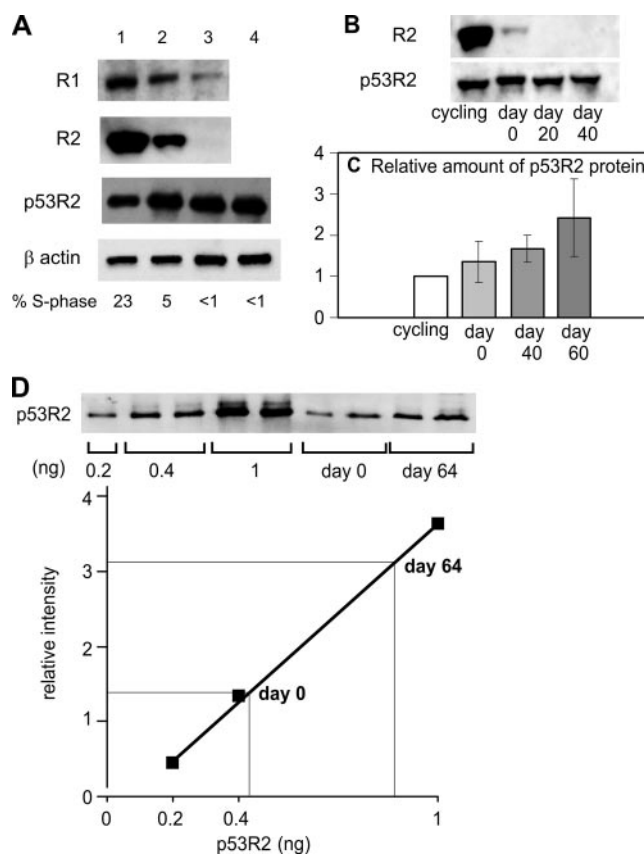 A
1 2 3 4
R1
R2
p53R2
β actin
% S-phase 23 5 <1 <1
B
R2
p53R2
cycling day 0 day 20 day 40
C Relative amount of p53R2 protein
4
3
2
1
0
cycling day 0 day 40 day 60
D
p53R2
(ng) 0.2 0.4 1 day 0 day 64
4
3
2
1
0
relative intensity
day 64
day 0
0 0.2 0.4 1
p53R2 (ng)